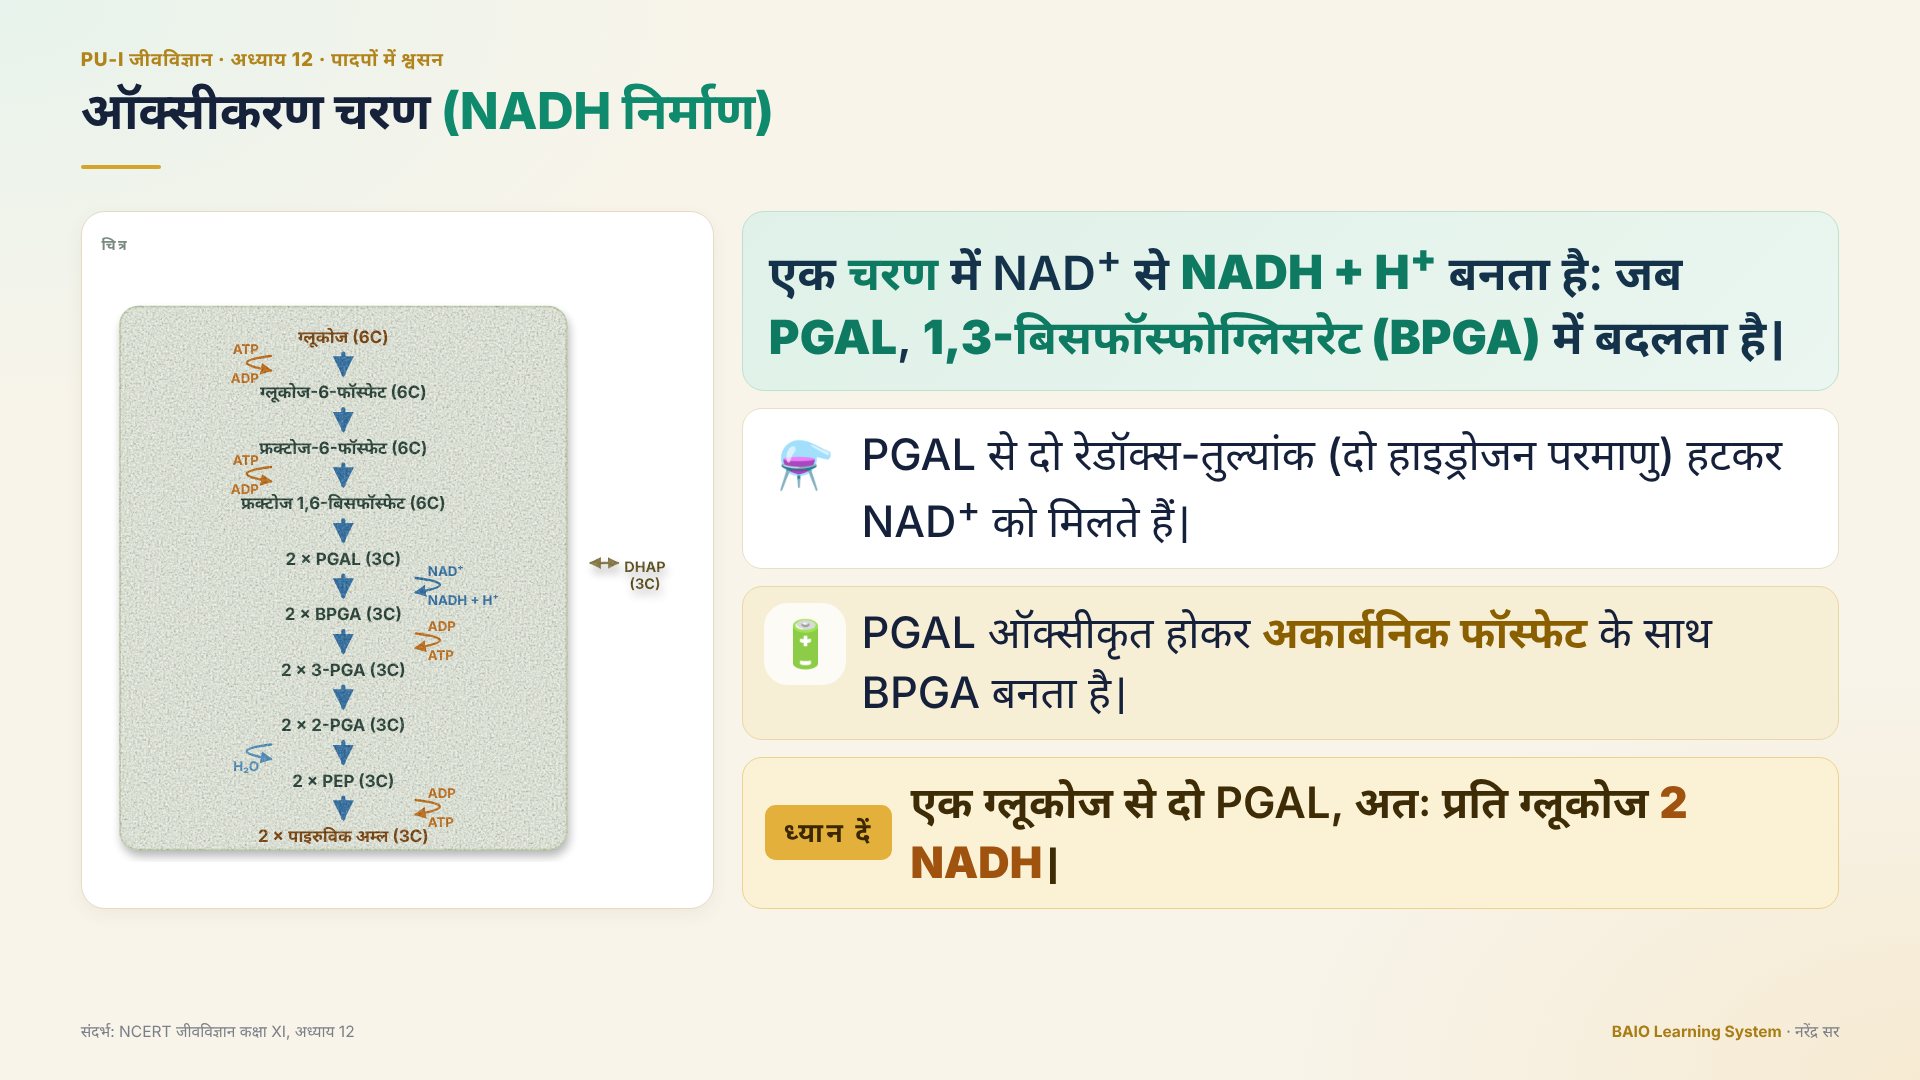 PU-I जीवविज्ञान · अध्याय 12 · पादपों में श्वसन
ऑक्सीकरण चरण (NADH निर्माण)
चित्र
ग्लूकोज (6C)
ATP
ADP
ग्लूकोज-6-फॉस्फेट (6C)
फ्रक्टोज-6-फॉस्फेट (6C)
ATP
ADP
फ्रक्टोज 1,6-बिसफॉस्फेट (6C)
2 × PGAL (3C)
DHAP
(3C)
NAD⁺
NADH + H⁺
2 × BPGA (3C)
ADP
ATP
2 × 3-PGA (3C)
2 × 2-PGA (3C)
H₂O
2 × PEP (3C)
ADP
ATP
2 × पाइरुविक अम्ल (3C)
एक चरण में NAD⁺ से NADH + H⁺ बनता है: जब
PGAL, 1,3-बिसफॉस्फोग्लिसरेट (BPGA) में बदलता है|
PGAL से दो रेडॉक्स-तुल्यांक (दो हाइड्रोजन परमाणु) हटकर
NAD⁺ को मिलते हैं|
PGAL ऑक्सीकृत होकर अकार्बनिक फॉस्फेट के साथ
BPGA बनता है|
ध्यान दें
एक ग्लूकोज से दो PGAL, अतः प्रति ग्लूकोज 2
NADH|
संदर्भ: NCERT जीवविज्ञान कक्षा XI, अध्याय 12
BAIO Learning System · नरेंद्र सर